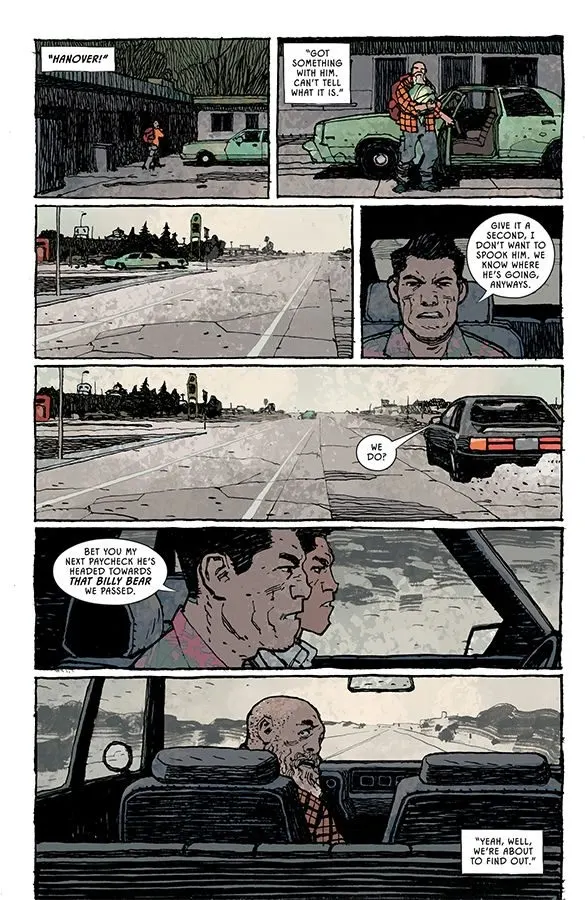 "HANOVER!"
"GOT
SOMETHING
WITH HIM.
CAN'T TELL
WHAT IT IS."
GIVE IT A
SECOND, I
DON'T WANT TO
SPOOK HIM. WE
KNOW WHERE
HE'S GOING,
ANYWAYS.
WE
DO?
BET YOU MY
NEXT PAYCHECK HE'S
HEADED TOWARDS
THAT BILLY BEAR
WE PASSED.
"YEAH, WELL,
WE'RE ABOUT
TO FIND OUT."